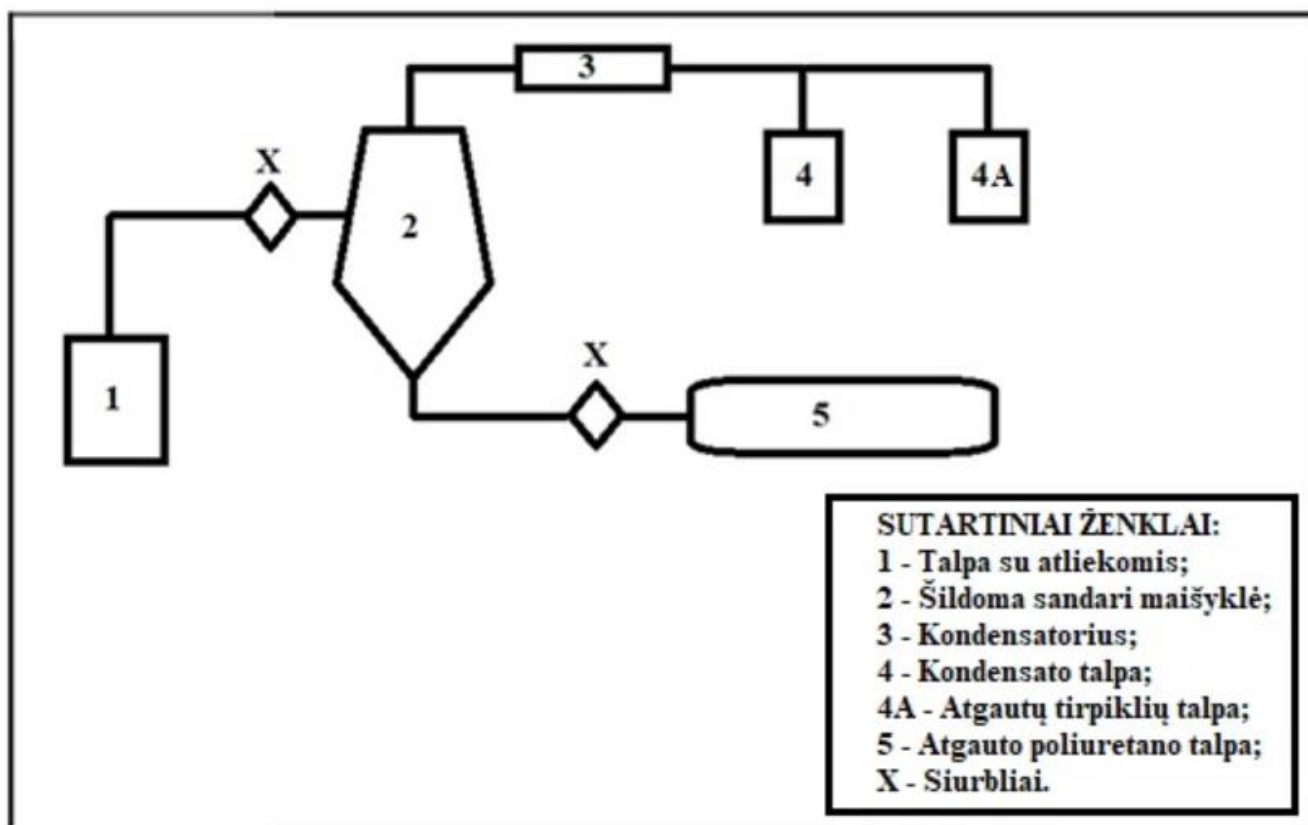 3
4
4A
X
2
1
X
5
SUTARTINIAI ŽENKLAI:
1 - Talpa su atliekomis;
2 - Šildoma sandari maišyklė;
3 - Kondensatorius;
4 - Kondensato talpa;
4A - Atgautų tirpiklių talpa;
5 - Atgauto poliuretano talpa;
X - Siurbliai.